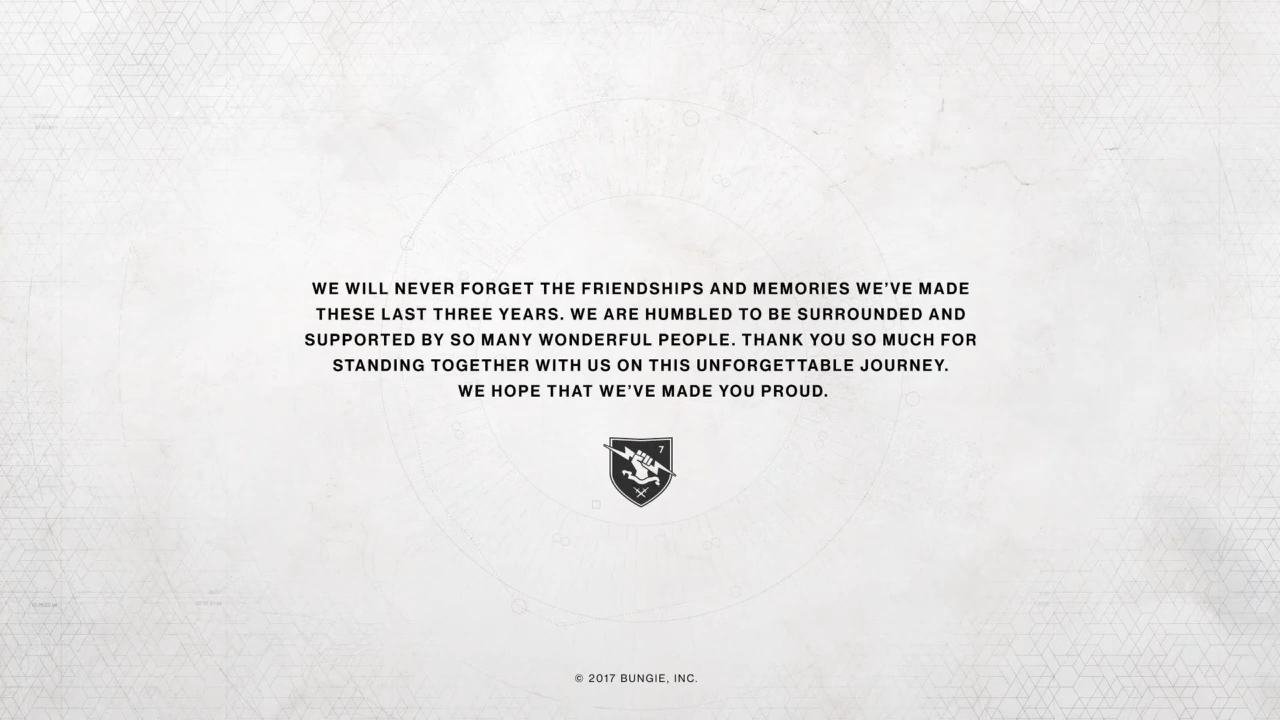 WE WILL NEVER FORGET THE FRIENDSHIPS AND MEMORIES WE’VE MADE
THESE LAST THREE YEARS. WE ARE HUMBLED TO BE SURROUNDED AND
SUPPORTED BY SO MANY WONDERFUL PEOPLE. THANK YOU SO MUCH FOR
STANDING TOGETHER WITH US ON THIS UNFORGETTABLE JOURNEY.
WE HOPE THAT WE’VE MADE YOU PROUD.
7
© 2017 BUNGIE, INC.